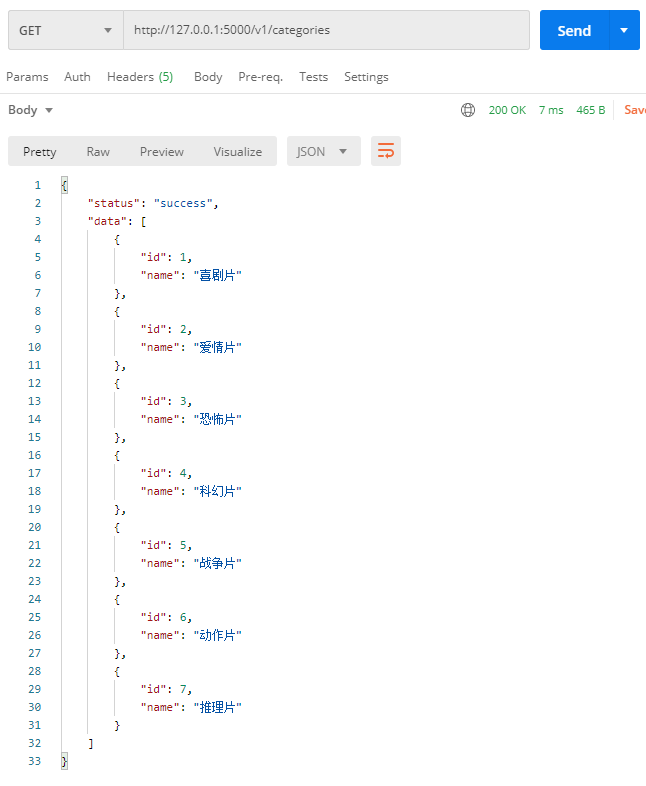 GET http://127.0.0.1:5000/v1/categories Send
Params Auth Headers (5) Body Pre-req. Tests Settings
Body 200 OK 7 ms 465 B Save
Pretty Raw Preview Visualize JSON
1 {
2 "status": "success",
3 "data": [
4 {
5 "id": 1,
6 "name": "喜剧片"
7 },
8 {
9 "id": 2,
10 "name": "爱情片"
11 },
12 {
13 "id": 3,
14 "name": "恐怖片"
15 },
16 {
17 "id": 4,
18 "name": "科幻片"
19 },
20 {
21 "id": 5,
22 "name": "战争片"
23 },
24 {
25 "id": 6,
26 "name": "动作片"
27 },
28 {
29 "id": 7,
30 "name": "推理片"
31 }
32 ]
33 }